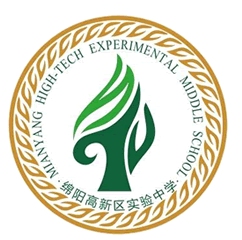 MIANYANG HIGH-TECH EXPERIMENTAL MIDDLE SCHOOL
·绵阳高新区实验中学·